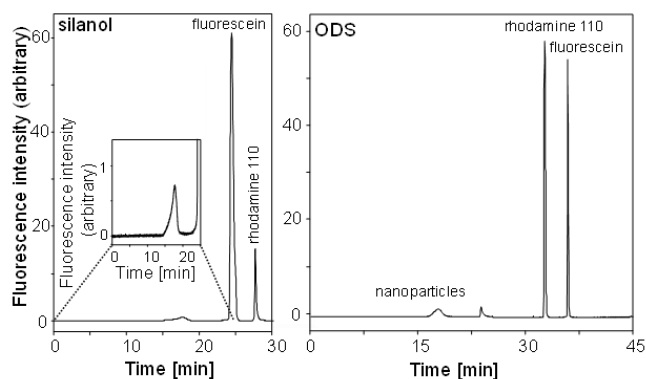 silanol
fluorescein
rhodamine 110
Fluorescence intensity (arbitrary)
60
40
20
0
0
10
20
30
Time [min]
Fluorescence intensity
(arbitrary)
1
0
0
10
20
Time [min]
ODS
rhodamine 110
fluorescein
nanoparticles
60
40
20
0
0
15
30
45
Time [min]